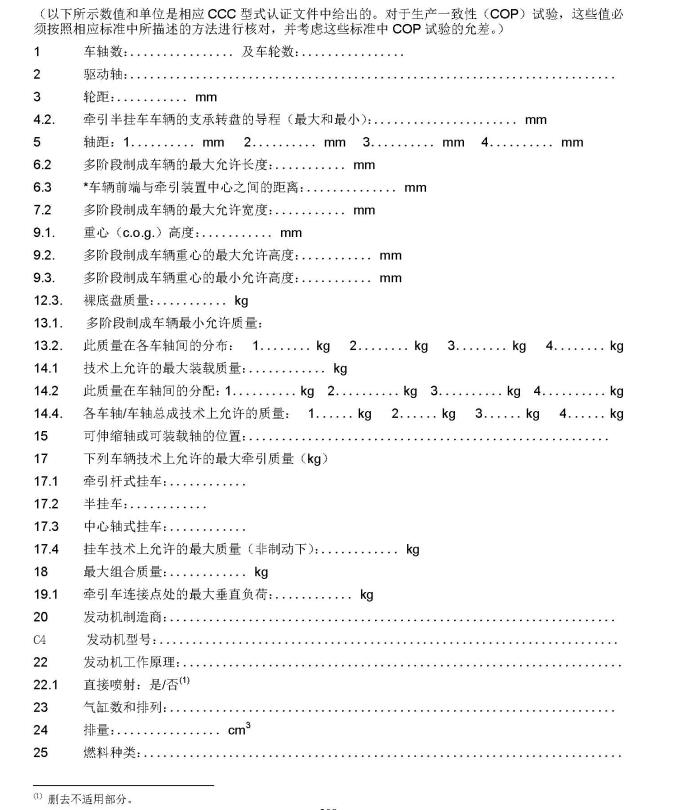 （以下所示数值和单位是相应 CCC 型式认证文件中给出的。对于生产一致性（COP）试验，这些值必
须按照相应标准中所描述的方法进行核对，并考虑这些标准中 COP 试验的允差。）
1 车轴数：................ 及车轮数：................
2 驱动轴：...........................................................................
3 轮距：........... mm
4.2. 牵引半挂车车辆的支承转盘的导程（最大和最小）：...................... mm
5 轴距：1.......... mm 2.......... mm 3.......... mm 4.......... mm
6.2 多阶段制成车辆的最大允许长度：........... mm
6.3 *车辆前端与牵引装置中心之间的距离：.............. mm
7.2 多阶段制成车辆的最大允许宽度：........... mm
9.1. 重心（c.o.g.）高度：........... mm
9.2. 多阶段制成车辆重心的最大允许高度：........... mm
9.3. 多阶段制成车辆重心的最小允许高度：........... mm
12.3. 裸底盘质量：........... kg
13.1. 多阶段制成车辆最小允许质量：
13.2. 此质量在各车轴间的分布： 1........ kg 2........ kg 3........ kg 4........ kg
14.1 技术上允许的最大装载质量：............ kg
14.2 此质量在车轴间的分配：1.......... kg 2.......... kg 3.......... kg 4.......... kg
14.4. 各车轴/车轴总成技术上允许的质量： 1...... kg 2...... kg 3...... kg 4...... kg
15 可伸缩轴或可装载轴的位置：........................................................
17 下列车辆技术上允许的最大牵引质量（kg）
17.1 牵引杆式挂车：............
17.2 半挂车：............
17.3 中心轴式挂车：............
17.4 挂车技术上允许的最大质量（非制动下）：............ kg
18 最大组合质量：............ kg
19.1 牵引车连接点处的最大垂直负荷：............ kg
20 发动机制造商：.....................................................................
C4 发动机型号：.......................................................................
22 发动机工作原理：....................................................................
22.1 直接喷射：是/否(1)
23 气缸数和排列：.....................................................................
24 排量：................ cm3
25 燃料种类：..........................................................................
(1) 删去不适用部分。